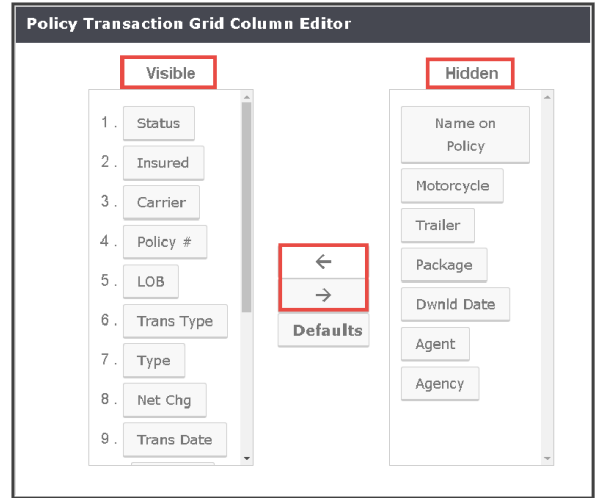 Policy Transaction Grid Column Editor
Visible
1. Status
2. Insured
3. Carrier
4. Policy #
5. LOB
6. Trans Type
7. Type
8. Net Chg
9. Trans Date
←
→
Defaults
Hidden
Name on
Policy
Motorcycle
Trailer
Package
Dwnld Date
Agent
Agency